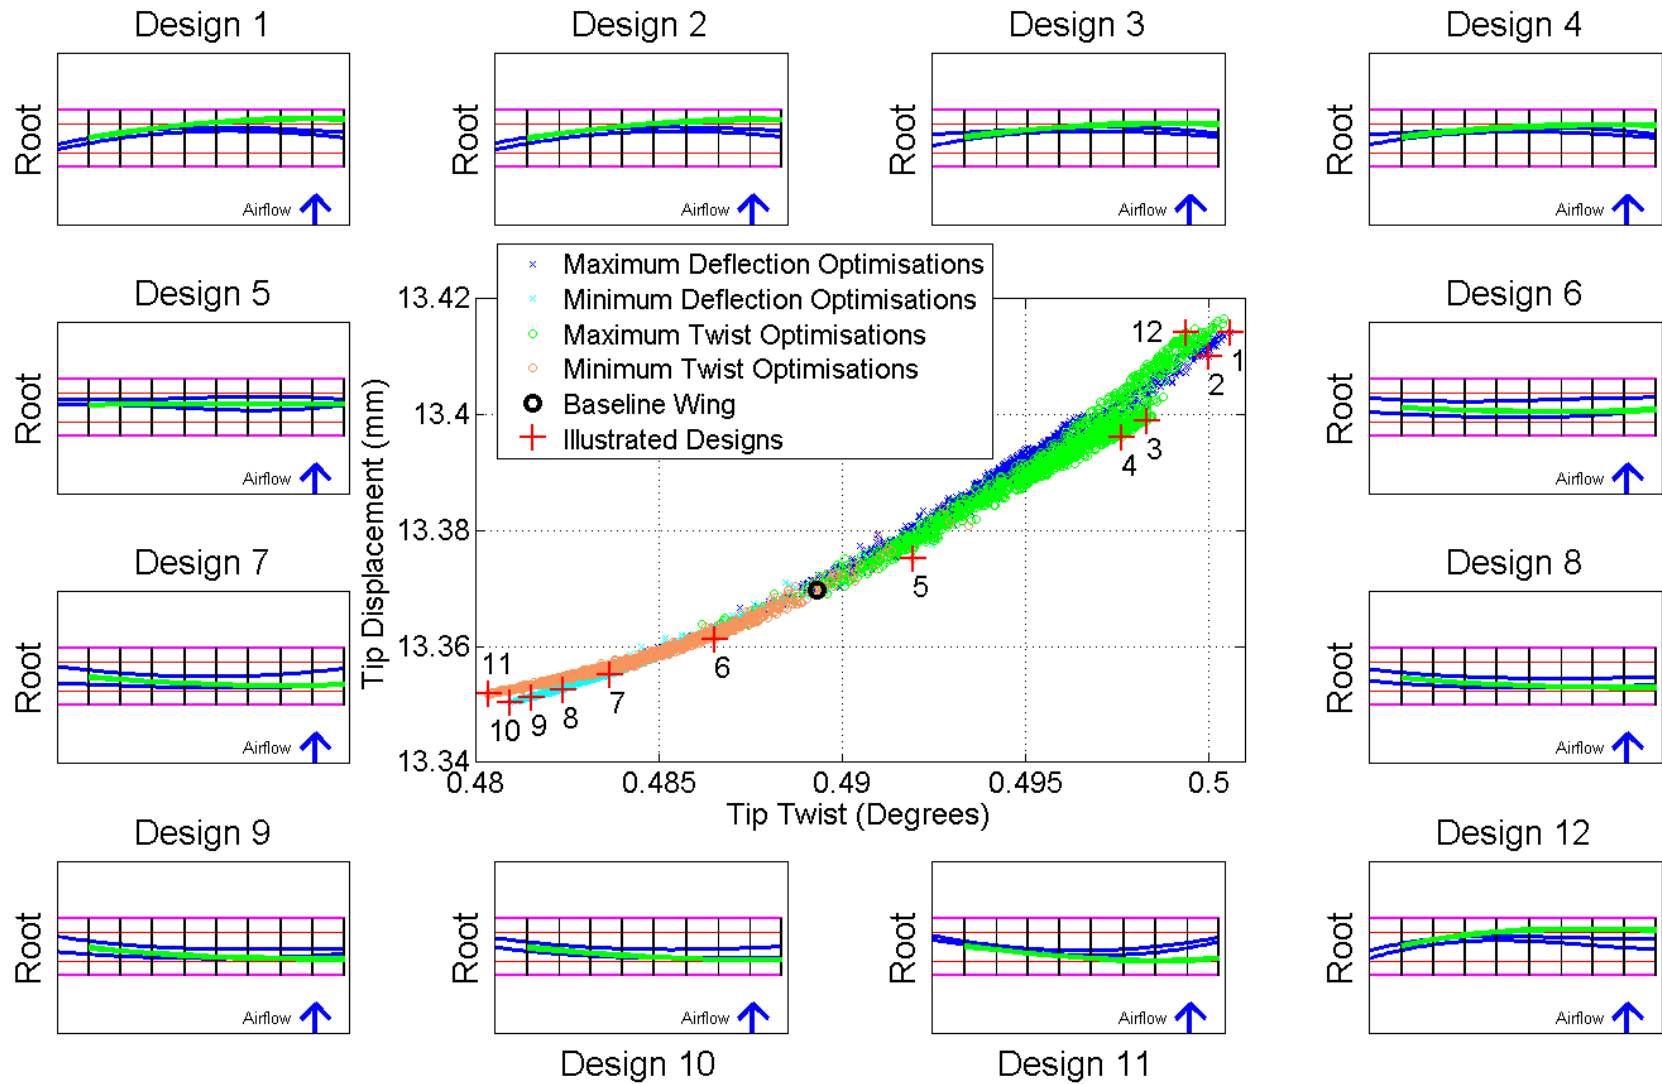 Design 1
Design 2
Design 3
Design 4
Root
Airflow
Root
Airflow
Root
Airflow
Root
Airflow
Design 5
Root
Airflow
Design 6
Root
Airflow
Maximum Deflection Optimisations
Minimum Deflection Optimisations
Maximum Twist Optimisations
Minimum Twist Optimisations
Baseline Wing
Illustrated Designs
13.42
13.4
13.38
13.36
13.34
Tip Displacement (mm)
12
1
2
3
4
5
6
7
8
9
10
11
0.48
0.485
0.49
0.495
0.5
Tip Twist (Degrees)
Design 7
Root
Airflow
Design 8
Root
Airflow
Design 9
Root
Airflow
Root
Airflow
Design 10
Root
Airflow
Design 11
Design 12
Root
Airflow